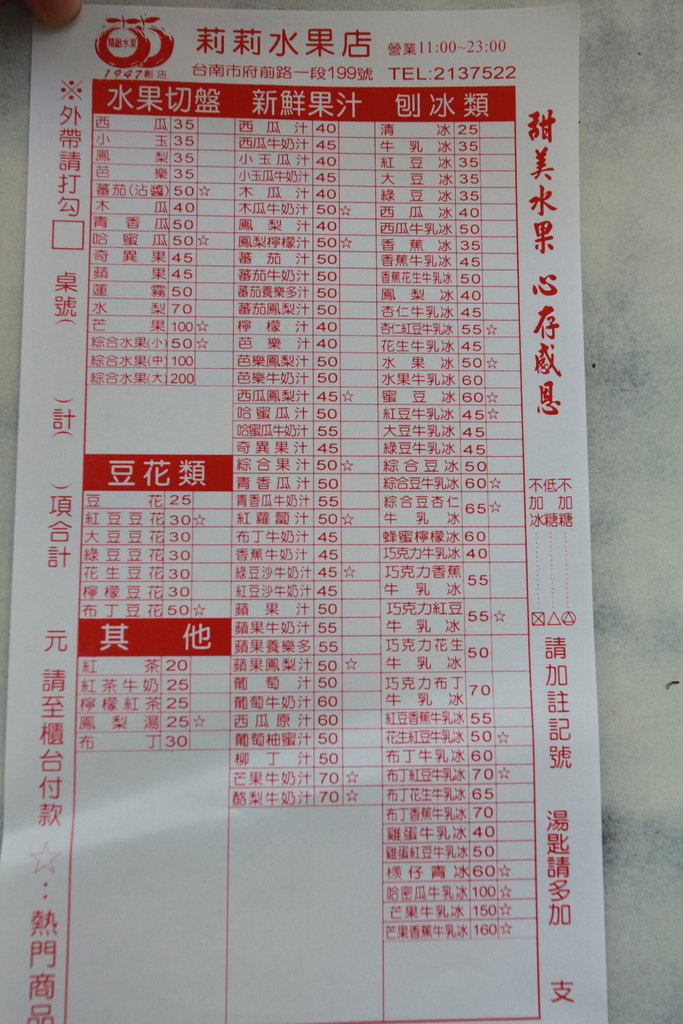 精緻水果
1947創店
莉莉水果店 營業11:00~23:00
台南市府前路一段199號 TEL:2137522
※外帶請打勾□ 桌號( )計( )項合計 元 請至櫃台付款 ☆:熱門商品
水果切盤
西瓜 35
小玉 35
鳳梨 35
芭樂 35
蕃茄(沾醬) 50 ☆
木瓜 40
青香瓜 50
哈蜜瓜 50 ☆
奇異果 45
蘋果 45
蓮霧 50
水梨 70
芒果 100 ☆
綜合水果(小) 50 ☆
綜合水果(中) 100
綜合水果(大) 200
豆花類
豆花 25
紅豆豆花 30 ☆
大豆豆花 30
綠豆豆花 30
花生豆花 30
檸檬豆花 30
布丁豆花 50 ☆
其他
紅茶 20
紅茶牛奶 25
檸檬紅茶 25
鳳梨湯 25 ☆
布丁 30
新鮮果汁
西瓜汁 40
西瓜牛奶汁 45
小玉瓜汁 40
小玉瓜牛奶汁 45
木瓜汁 40
木瓜牛奶汁 50 ☆
鳳梨汁 40
鳳梨檸檬汁 50 ☆
蕃茄汁 40
蕃茄牛奶汁 50
蕃茄養樂多汁 50
蕃茄鳳梨汁 50
檸檬汁 40
芭樂汁 40
芭樂鳳梨汁 50
芭樂牛奶汁 50
西瓜鳳梨汁 45 ☆
哈蜜瓜汁 50
哈蜜瓜牛奶汁 55
奇異果汁 45
綜合果汁 50 ☆
青香瓜汁 50
青香瓜牛奶汁 55
紅蘿蔔汁 50 ☆
布丁牛奶汁 45
香蕉牛奶汁 45
綠豆沙牛奶汁 45 ☆
紅豆沙牛奶汁 45
蘋果汁 50
蘋果牛奶汁 55
蘋果養樂多 55
蘋果鳳梨汁 50 ☆
葡萄汁 50
葡萄牛奶汁 60
西瓜原汁 60
葡萄柚蜜汁 50
柳丁汁 50
芒果牛奶汁 70 ☆
酪梨牛奶汁 70 ☆
刨冰類
清冰 25
牛乳冰 35
紅豆冰 35
大豆冰 35
綠豆冰 35
西瓜冰 40
西瓜牛乳冰 50
香蕉冰 35
香蕉牛乳冰 45
香蕉花生牛乳冰 50
鳳梨冰 40
杏仁牛乳冰 45
杏仁紅豆牛乳冰 55 ☆
花生牛乳冰 45
水果冰 50 ☆
水果牛乳冰 60
蜜豆冰 60 ☆
紅豆牛乳冰 45 ☆
大豆牛乳冰 45
綠豆牛乳冰 45
綜合豆冰 50
綜合豆牛乳冰 60 ☆
綜合豆杏仁牛乳冰 65 ☆
蜂蜜檸檬冰 60
巧克力牛乳冰 40
巧克力香蕉牛乳冰 55
巧克力紅豆牛乳冰 55 ☆
巧克力花生牛乳冰 50
巧克力布丁牛乳冰 70
紅豆香蕉牛乳冰 55
花生紅豆牛乳冰 50 ☆
布丁牛乳冰 60
布丁紅豆牛乳冰 70 ☆
布丁花生牛乳冰 65
布丁香蕉牛乳冰 70
雞蛋牛乳冰 40
雞蛋紅豆牛乳冰 50
檨仔青冰 60 ☆
哈密瓜牛乳冰 100 ☆
芒果牛乳冰 150 ☆
芒果香蕉牛乳冰 160 ☆
甜美水果 心存感恩
不加冰
低糖
不加糖
請加註記號 湯匙請多加 支